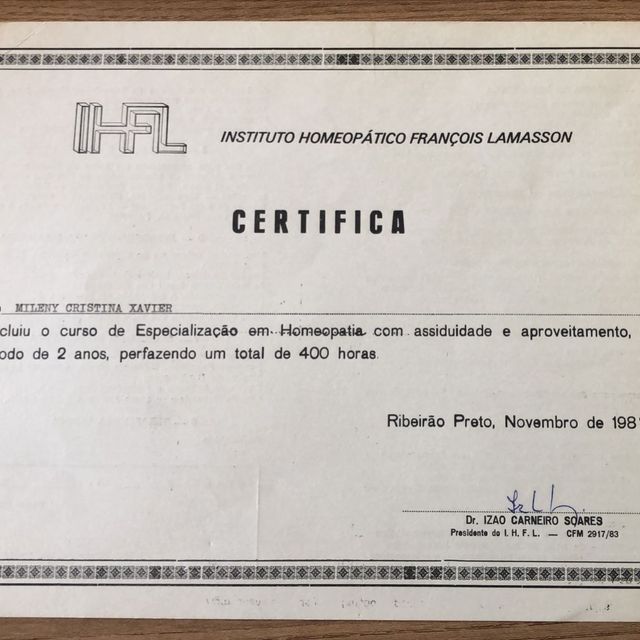 IHFL
INSTITUTO HOMEOPÁTICO FRANÇOIS LAMASSON
CERTIFICA
MILENY CRISTINA XAVIER
cluiu o curso de Especialização em Homeopatia com assiduidade e aproveitamento,
odo de 2 anos, perfazendo um total de 400 horas.
Ribeirão Preto, Novembro de 198
Dr. IZAO CARNEIRO SOARES
Presidente do I. H. F. L. — CFM 2917/83